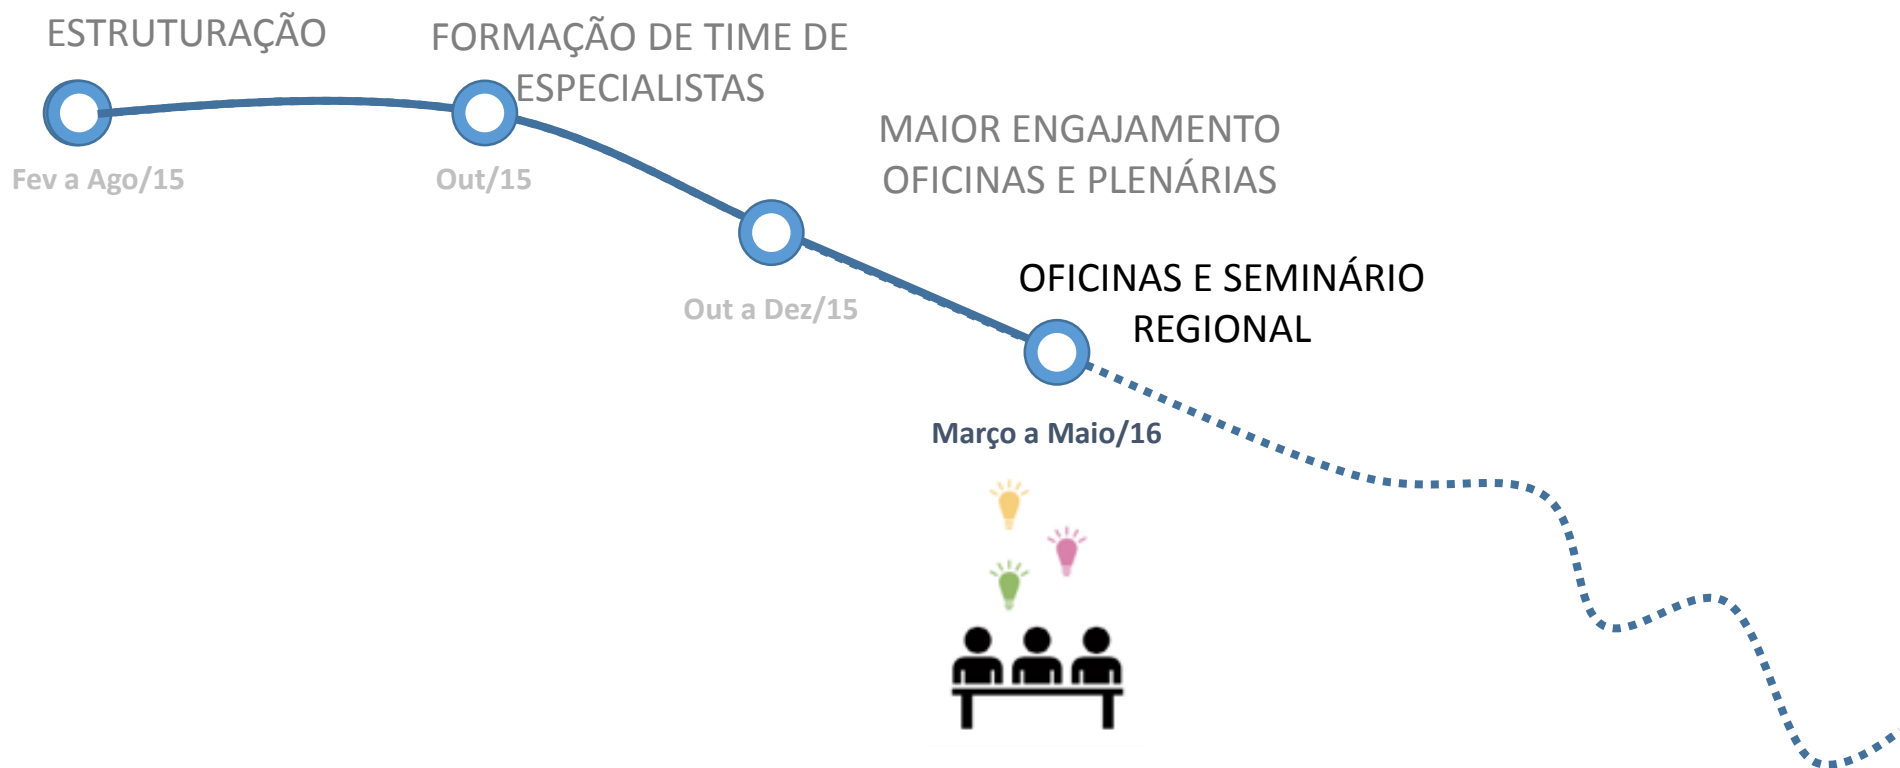 ESTRUTURAÇÃO
Fev a Ago/15
FORMAÇÃO DE TIME DE
ESPECIALISTAS
Out/15
MAIOR ENGAJAMENTO
OFICINAS E PLENÁRIAS
Out a Dez/15
OFICINAS E SEMINÁRIO
REGIONAL
Março a Maio/16